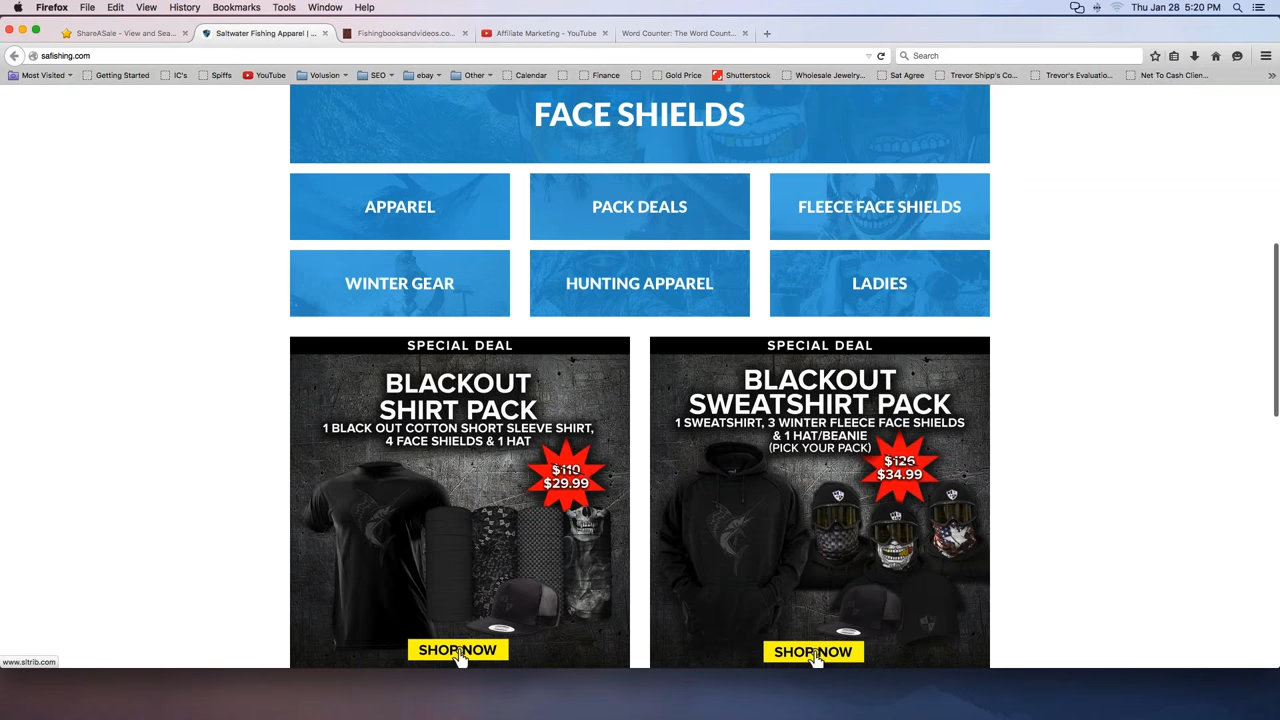 Firefox File Edit View History Bookmarks Tools Window Help Thu Jan 28 5:20 PM
ShareASale - View and Sea... Saltwater Fishing Apparel | ... Fishingbooksandvideos.co... Affiliate Marketing - YouTube Word Counter: The Word Count...
safishing.com Search
Most Visited Getting Started IC's Spiffs YouTube Volusion SEO ebay Other Calendar Finance Gold Price Shutterstock Wholesale Jewelry... Sat Agree Trevor Shipp's Co... Trevor's Evaluatio... Net To Cash Clien...
FACE SHIELDS
APPAREL PACK DEALS FLEECE FACE SHIELDS
WINTER GEAR HUNTING APPAREL LADIES
SPECIAL DEAL
BLACKOUT
SHIRT PACK
1 BLACK OUT COTTON SHORT SLEEVE SHIRT,
4 FACE SHIELDS & 1 HAT
$110
$29.99
SHOP NOW
SPECIAL DEAL
BLACKOUT
SWEATSHIRT PACK
1 SWEATSHIRT, 3 WINTER FLEECE FACE SHIELDS
& 1 HAT/BEANIE
(PICK YOUR PACK)
$126
$34.99
SHOP NOW
www.sltrib.com